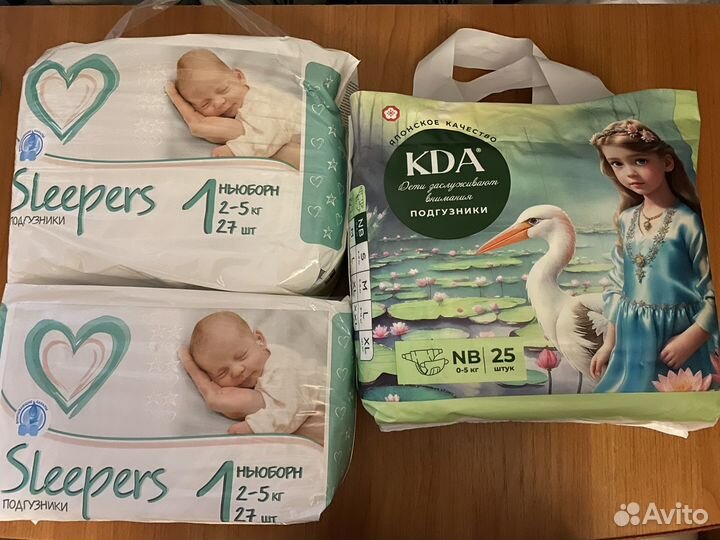 Sleepers
ПОДГУЗНИКИ
1
НЬЮБОРН
2-5 кг
27 шт
Sleepers
ПОДГУЗНИКИ
1
НЬЮБОРН
2-5 кг
27 шт
ЯПОНСКОЕ КАЧЕСТВО
KDA®
Дети заслуживают
внимания
ПОДГУЗНИКИ
NB
S
M
L
XL
NB
0-5 кг
25
штук
Avito